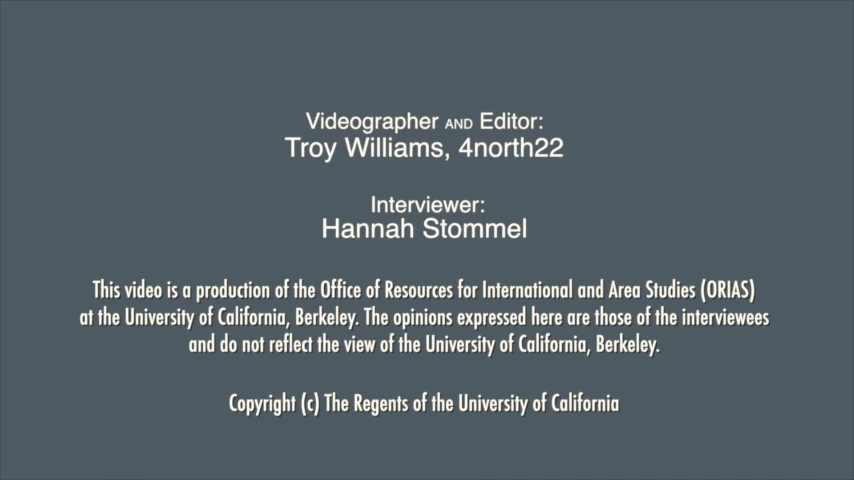 Videographer AND Editor:
Troy Williams, 4north22
Interviewer:
Hannah Stommel
This video is a production of the Office of Resources for International and Area Studies (ORIAS)
at the University of California, Berkeley. The opinions expressed here are those of the interviewees
and do not reflect the view of the University of California, Berkeley.
Copyright (c) The Regents of the University of California